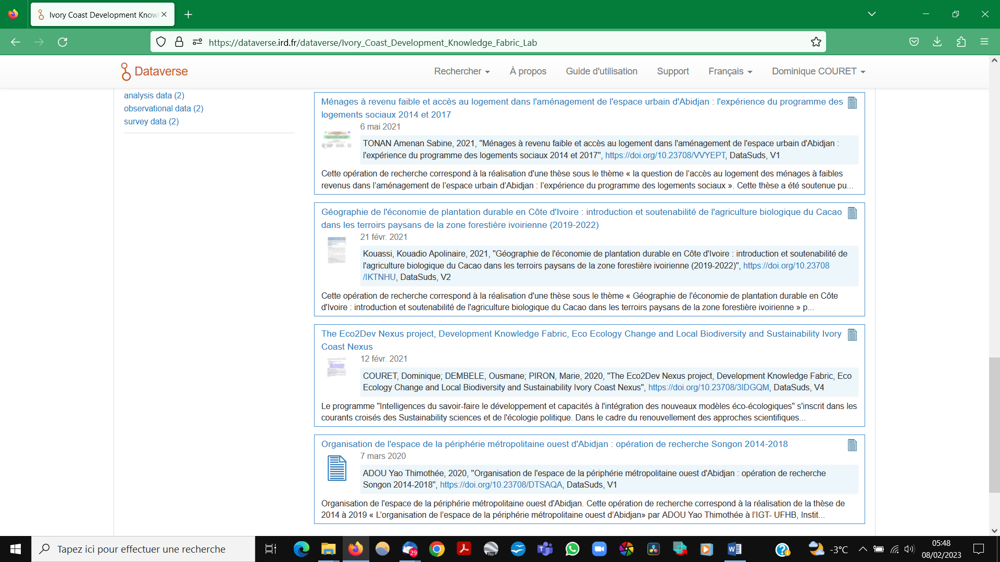 Ivory Coast Development Know
https://dataverse.ird.fr/dataverse/Ivory_Coast_Development_Knowledge_Fabric_Lab
Dataverse
Rechercher
À propos
Guide d'utilisation
Support
Français
Dominique COURET
analysis data (2)
observational data (2)
survey data (2)
Ménages à revenu faible et accès au logement dans l'aménagement de l'espace urbain d'Abidjan : l'expérience du programme des
logements sociaux 2014 et 2017
6 mai 2021
TONAN Amenan Sabine, 2021, "Ménages à revenu faible et accès au logement dans l'aménagement de l'espace urbain d'Abidjan :
l'expérience du programme des logements sociaux 2014 et 2017", https://doi.org/10.23708/VVYEPT, DataSuds, V1
Cette opération de recherche correspond à la réalisation d'une thèse sous le thème « la question de l’accès au logement des ménages à faibles
revenus dans l’aménagement de l’espace urbain d’Abidjan : l’expérience du programme des logements sociaux ». Cette thèse a été soutenue pu...
Géographie de l'économie de plantation durable en Côte d'Ivoire : introduction et soutenabilité de l'agriculture biologique du Cacao
dans les terroirs paysans de la zone forestière ivoirienne (2019-2022)
21 févr. 2021
Kouassi, Kouadio Apolinaire, 2021, "Géographie de l'économie de plantation durable en Côte d'Ivoire : introduction et soutenabilité de
l'agriculture biologique du Cacao dans les terroirs paysans de la zone forestière ivoirienne (2019-2022)", https://doi.org/10.23708
/IKTNHU, DataSuds, V2
Cette opération de recherche correspond à la réalisation d'une thèse sous le thème « Géographie de l'économie de plantation durable en Côte
d'Ivoire : introduction et soutenabilité de l'agriculture biologique du Cacao dans les terroirs paysans de la zone forestière ivoirienne » p...
The Eco2Dev Nexus project, Development Knowledge Fabric, Eco Ecology Change and Local Biodiversity and Sustainability Ivory
Coast Nexus
12 févr. 2021
COURET, Dominique; DEMBELE, Ousmane; PIRON, Marie, 2020, "The Eco2Dev Nexus project, Development Knowledge Fabric, Eco
Ecology Change and Local Biodiversity and Sustainability Ivory Coast Nexus", https://doi.org/10.23708/3IDGQM, DataSuds, V4
Le programme "Intelligences du savoir-faire le développement et capacités à l'intégration des nouveaux modèles éco-écologiques" s'inscrit dans les
courants croisés des Sustainability sciences et de l'écologie politique. Dans le cadre du renouvellement des approches scientifiques...
Organisation de l'espace de la périphérie métropolitaine ouest d'Abidjan : opération de recherche Songon 2014-2018
7 mars 2020
ADOU Yao Thimothée, 2020, "Organisation de l'espace de la périphérie métropolitaine ouest d'Abidjan : opération de recherche
Songon 2014-2018", https://doi.org/10.23708/DTSAQA, DataSuds, V1
Organisation de l'espace de la périphérie métropolitaine ouest d'Abidjan. Cette opération de recherche correspond à la réalisation de la thèse de
2014 à 2019 « L’organisation de l’espace de la périphérie métropolitaine ouest d’Abidjan» par ADOU Yao Thimothée à l’IGT- UFHB, Instit...
Tapez ici pour effectuer une recherche
29
Pro
-3°C
05:48
08/02/2023